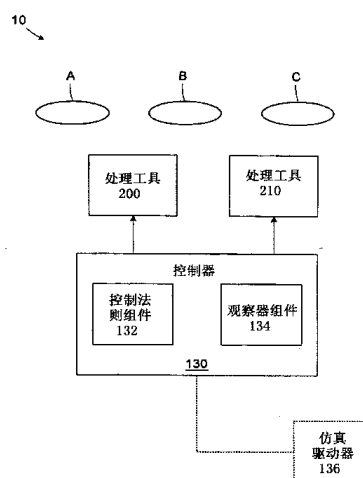 10
A B C
处理工具
200
处理工具
210
控制器
控制法
则组件
132
观察器组件
134
130
仿真
驱动器
136